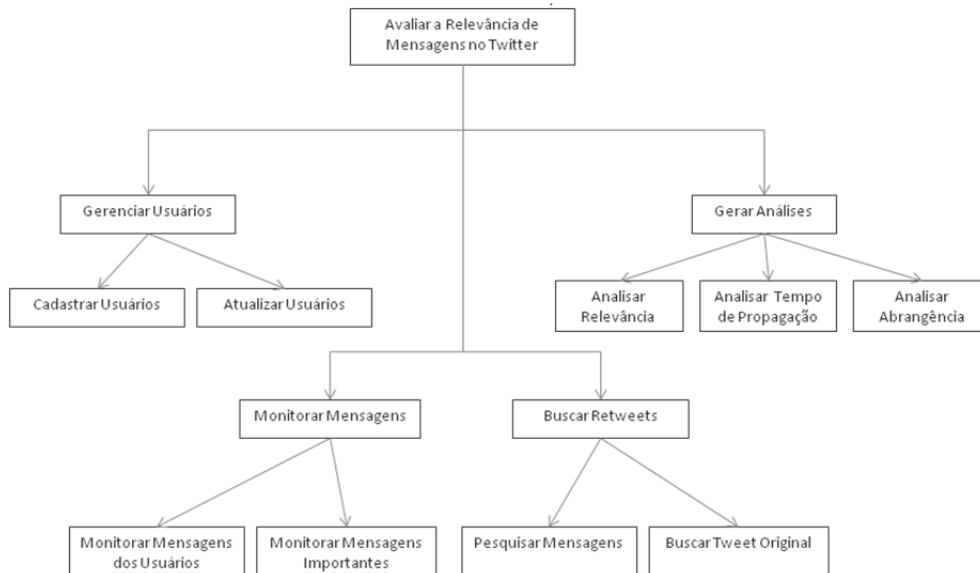 Avaliar a Relevância de
Mensagens no Twitter
Gerenciar Usuários
Gerar Análises
Cadastrar Usuários
Atualizar Usuários
Analisar
Relevância
Analisar Tempo
de Propagação
Analisar
Abrangência
Monitorar Mensagens
Buscar Retweets
Monitorar Mensagens
dos Usuários
Monitorar Mensagens
Importantes
Pesquisar Mensagens
Buscar Tweet Original